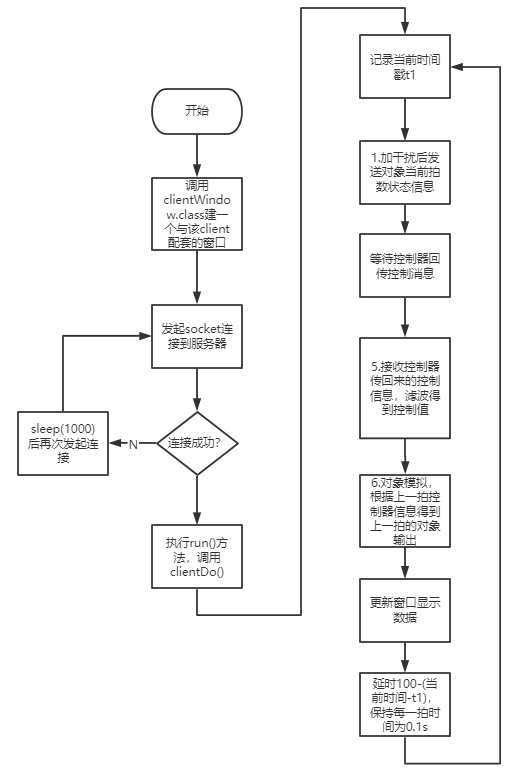 开始
调用
clientWindo
w.class建一
个与该client
配套的窗口
发起socket连
接到服务器
连接成功?
N
sleep(1000)
后再次发起连
接
执行run()方
法，调用
clientDo()
记录当前时间
戳t1
1.加干扰后发
送对象当前拍
数状态信息
等待控制器回
传控制消息
5.接收控制器
传回来的控制
信息，滤波得
到控制值
6.对象模拟，
根据上一拍控
制器信息得到
上一拍的对象
输出
更新窗口显示
数据
延时100-(当
前时间-t1)，
保持每一拍时
间为0.1s